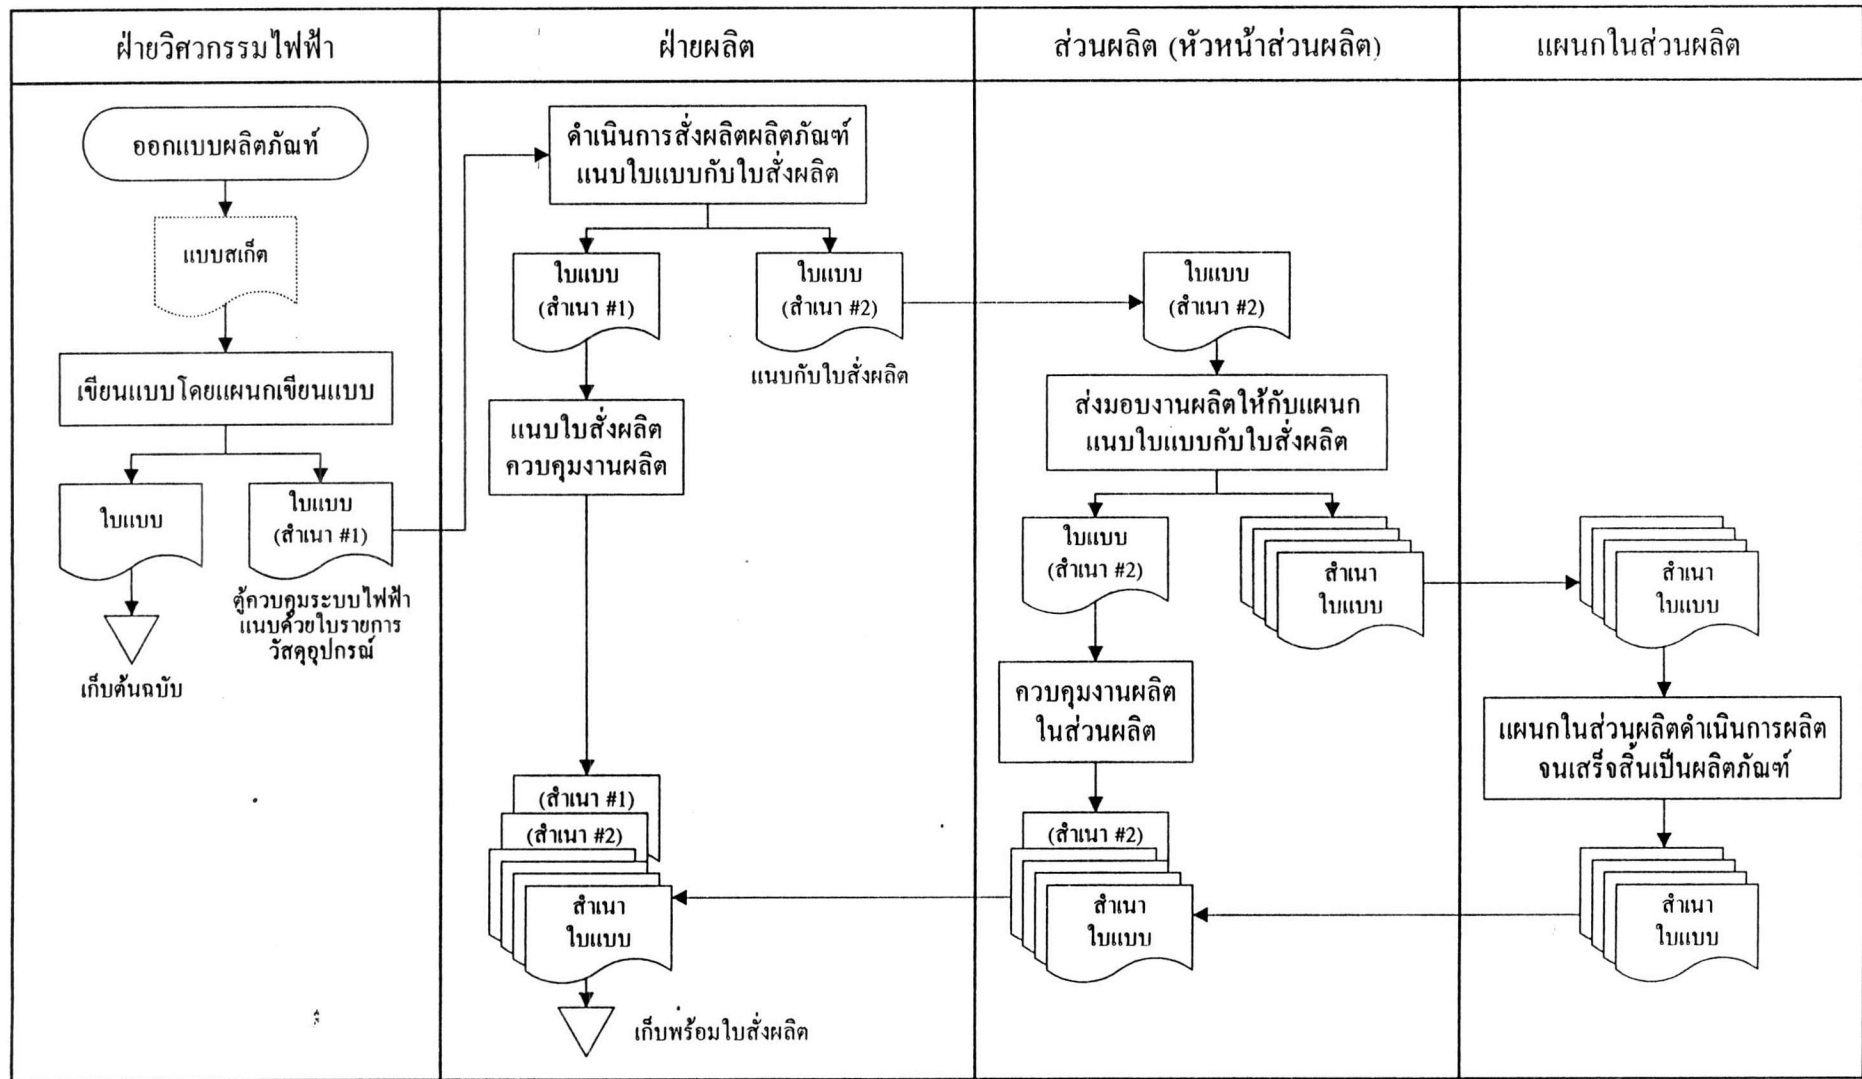 ฝ่ายวิศวกรรมไฟฟ้า
ฝ่ายผลิต
ส่วนผลิต (หัวหน้าส่วนผลิต)
แผนกในส่วนผลิต
ออกแบบผลิตภัณฑ์
แบบสเก็ต
เขียนแบบโดยแผนกเขียนแบบ
ใบแบบ
ใบแบบ
(สำเนา #1)
ตู้ควบคุมระบบไฟฟ้า
แนบด้วยใบรายการ
วัสดุอุปกรณ์
เก็บต้นฉบับ
ดำเนินการสั่งผลิตผลิตภัณฑ์
แนบใบแบบกับใบสั่งผลิต
ใบแบบ
(สำเนา #1)
ใบแบบ
(สำเนา #2)
แนบกับใบสั่งผลิต
แนบใบสั่งผลิต
ควบคุมงานผลิต
(สำเนา #1)
(สำเนา #2)
สำเนา
ใบแบบ
เก็บพร้อมใบสั่งผลิต
ใบแบบ
(สำเนา #2)
ส่งมอบงานผลิตให้กับแผนก
แนบใบแบบกับใบสั่งผลิต
ใบแบบ
(สำเนา #2)
สำเนา
ใบแบบ
ควบคุมงานผลิต
ในส่วนผลิต
(สำเนา #2)
สำเนา
ใบแบบ
สำเนา
ใบแบบ
แผนกในส่วนผลิตดำเนินการผลิต
จนเสร็จสิ้นเป็นผลิตภัณฑ์
สำเนา
ใบแบบ